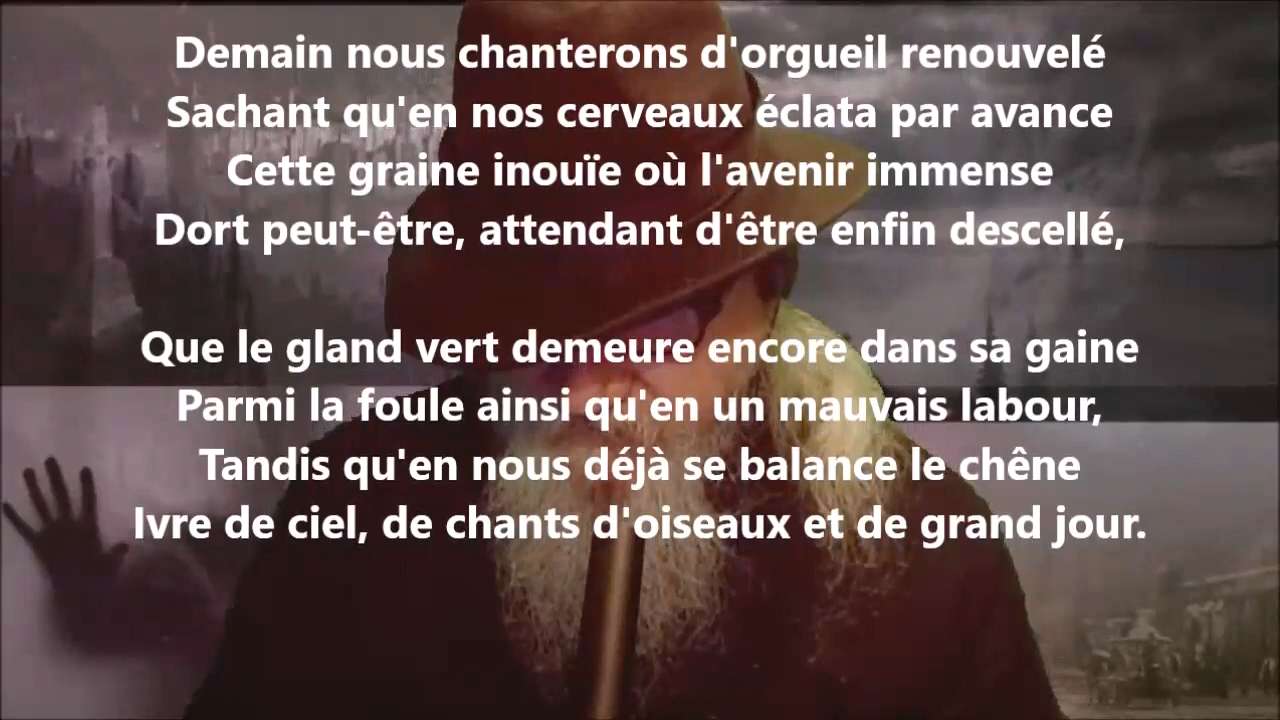 Demain nous chanterons d'orgueil renouvelé
Sachant qu'en nos cerveaux éclata par avance
Cette graine inouïe où l'avenir immense
Dort peut-être, attendant d'être enfin descellé,
Que le gland vert demeure encore dans sa gaine
Parmi la foule ainsi qu'en un mauvais labour,
Tandis qu'en nous déjà se balance le chêne
Ivre de ciel, de chants d'oiseaux et de grand jour.